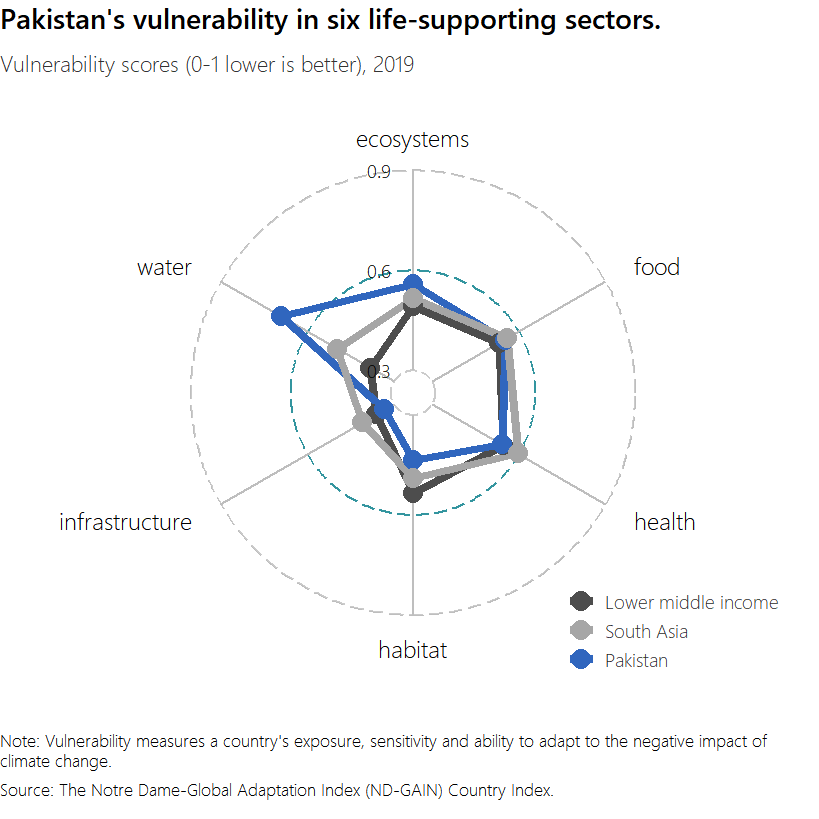 Pakistan's vulnerability in six life-supporting sectors.
Vulnerability scores (0-1 lower is better), 2019
ecosystems
0.9
water
0.6
food
0.3
infrastructure
health
habitat
Lower middle income
South Asia
Pakistan
Note: Vulnerability measures a country's exposure, sensitivity and ability to adapt to the negative impact of
climate change.
Source: The Notre Dame-Global Adaptation Index (ND-GAIN) Country Index.